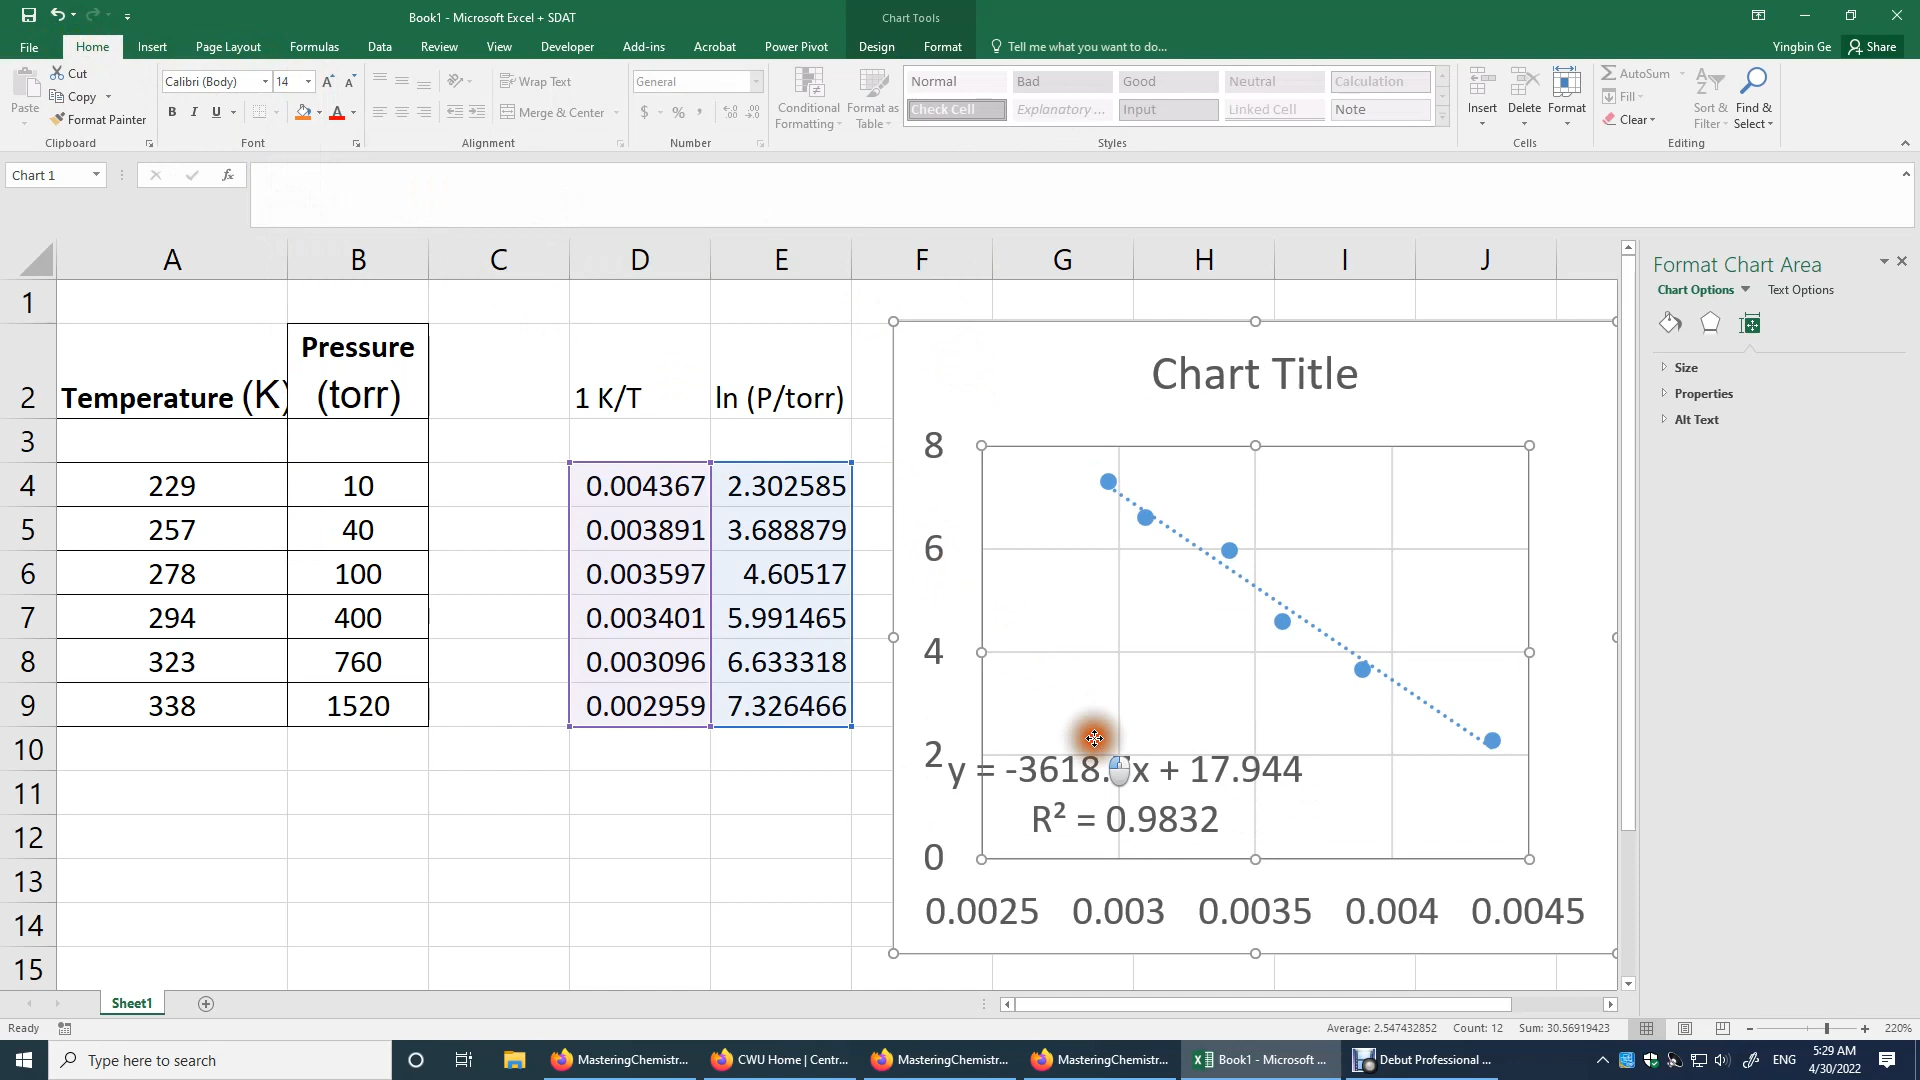 Book1 - Microsoft Excel + SDAT
Chart Tools
File Home Insert Page Layout Formulas Data Review View Developer Add-ins Acrobat Power Pivot Design Format Tell me what you want to do... Yingbin Ge Share
Paste
Cut
Copy
Format Painter
Clipboard
Calibri (Body) 14
B I U
Font
Wrap Text
Merge & Center
Alignment
General
$ % ,
Number
Conditional Formatting
Format as Table
Normal Bad Good Neutral Calculation
Check Cell Explanatory ... Input Linked Cell Note
Styles
Insert Delete Format
Cells
AutoSum
Fill
Clear
Sort & Filter
Find & Select
Editing
Chart 1
fx
A B C D E F G H I J
1
2 Temperature (K) Pressure (torr) 1 K/T ln (P/torr)
3
4 229 10 0.004367 2.302585
5 257 40 0.003891 3.688879
6 278 100 0.003597 4.60517
7 294 400 0.003401 5.991465
8 323 760 0.003096 6.633318
9 338 1520 0.002959 7.326466
10
11
12
13
14
15
Chart Title
8
6
4
2
0
y = -3618. x + 17.944
R² = 0.9832
0.0025 0.003 0.0035 0.004 0.0045
Format Chart Area
Chart Options Text Options
Size
Properties
Alt Text
Sheet1
Ready
Average: 2.547432852 Count: 12 Sum: 30.56919423
220%
Type here to search
MasteringChemistr...
CWU Home | Centr...
MasteringChemistr...
MasteringChemistr...
Book1 - Microsoft ...
Debut Professional ...
ENG
5:29 AM
4/30/2022